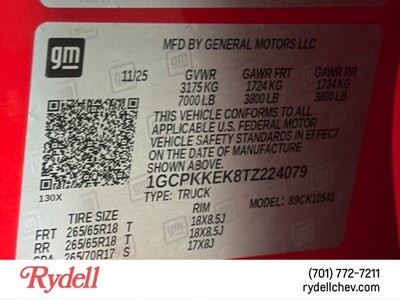 gm
MFD BY GENERAL MOTORS LLC
11/25 GVWR GAWR FRT GAWR RR
3175 KG 1724 KG 1724 KG
7000 LB 3800 LB 3800 LB
THIS VEHICLE CONFORMS TO ALL
APPLICABLE U.S. FEDERAL MOTOR
VEHICLE SAFETY STANDARDS IN EFFECT
ON THE DATE OF MANUFACTURE
SHOWN ABOVE.
1GCPKKEK8TZ224079
130X TYPE: TRUCK MODEL: 89CK10543
TIRE SIZE RIM
FRT 265/65R18 T 18X8.5J
RR 265/65R18 T 18X8.5J
SPA 265/70R17 S 17X8J
Rydell
(701) 772-7211
rydellchev.com